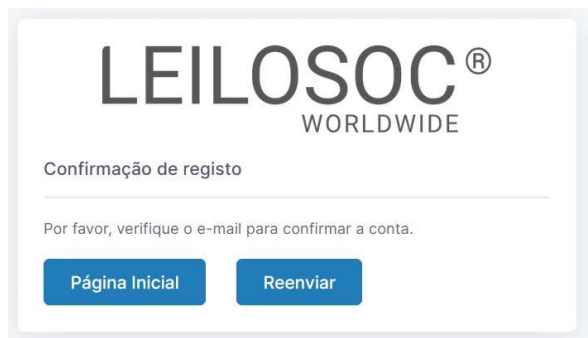 LEILOSOC®
WORLDWIDE
Confirmação de registo
Por favor, verifique o e-mail para confirmar a conta.
Página Inicial Reenviar